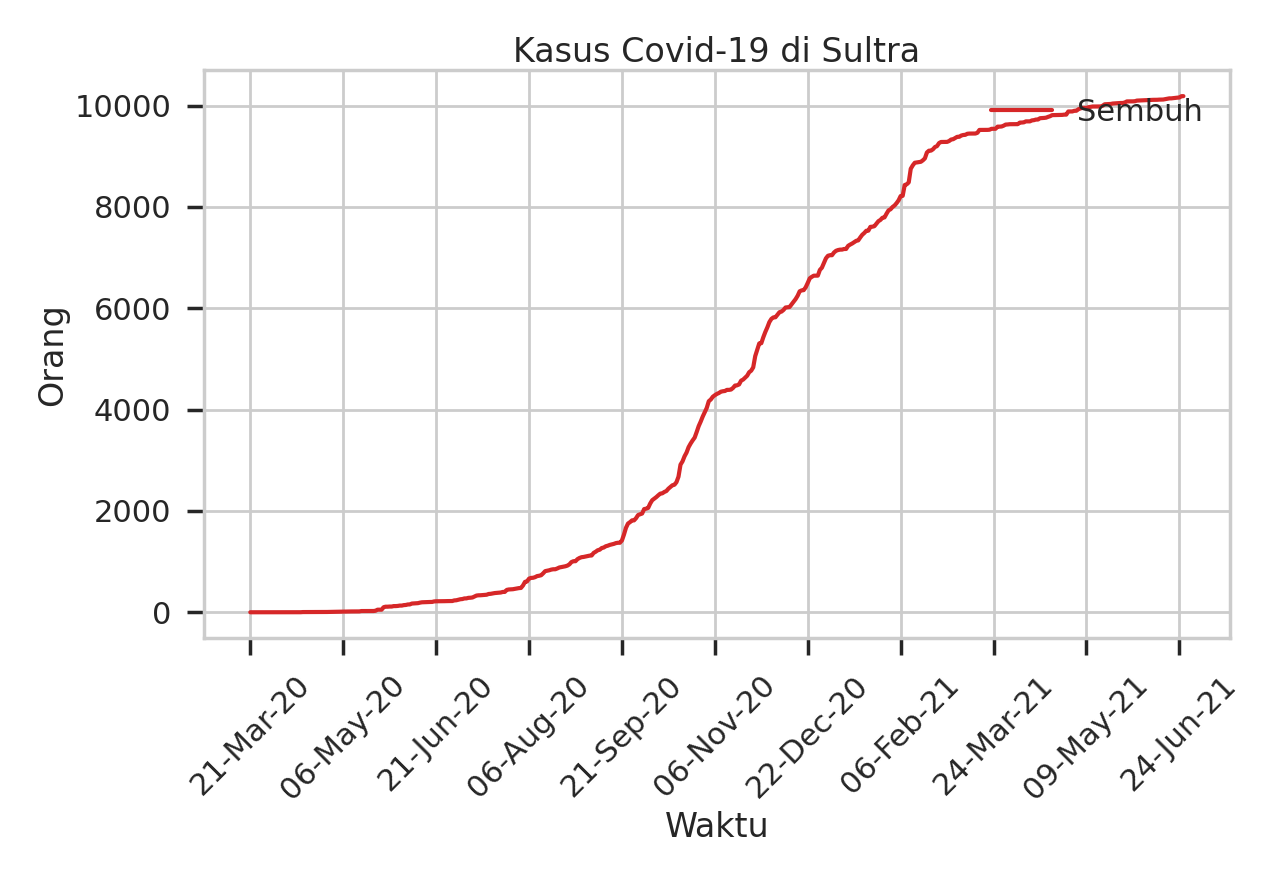 Kasus Covid-19 di Sultra
10000
8000
6000
4000
2000
0
Orang
Sembuh
21-Mar-20
06-May-20
21-Jun-20
06-Aug-20
21-Sep-20
06-Nov-20
22-Dec-20
06-Feb-21
24-Mar-21
09-May-21
24-Jun-21
Waktu